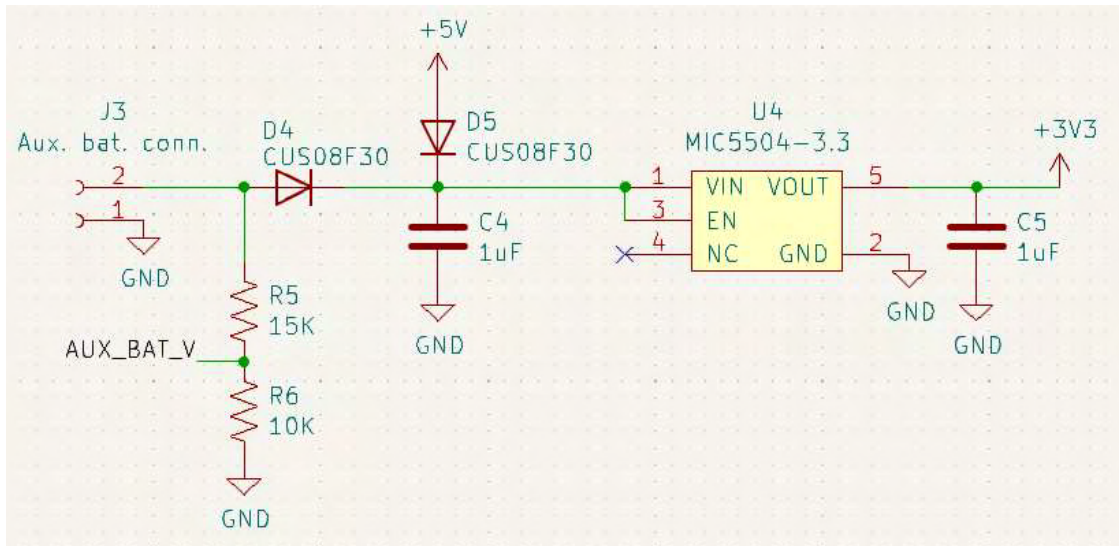 +5V
J3
Aux. bat. conn.
D4
CUS08F30
D5
CUS08F30
U4
MIC5504-3.3
+3V3
2
1
GND
1
3
4
VIN
VOUT
EN
NC
GND
5
2
C4
1uF
C5
1uF
GND
R5
15K
GND
GND
AUX_BAT_V
R6
10K
GND